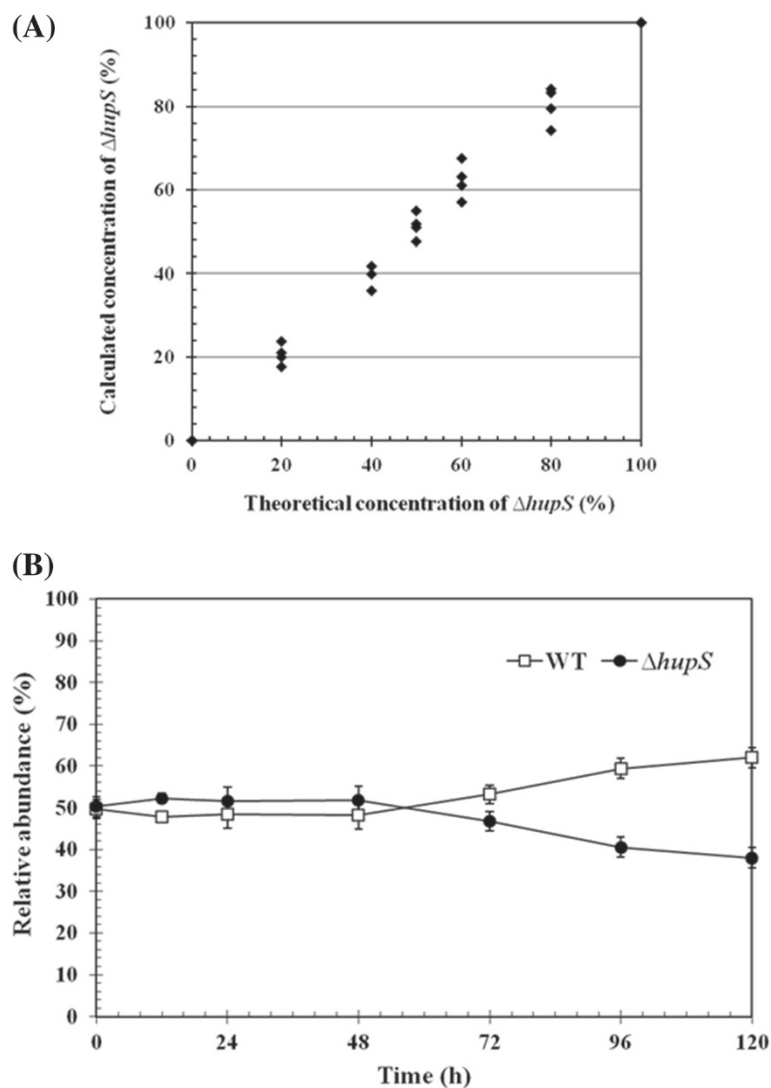 (A)
100
80
60
40
20
0
Calculated concentration of ΔhupS (%)
0 20 40 60 80 100
Theoretical concentration of ΔhupS (%)
(B)
100
90
80
70
60
50
40
30
20
10
0
Relative abundance (%)
WT ΔhupS
0 24 48 72 96 120
Time (h)